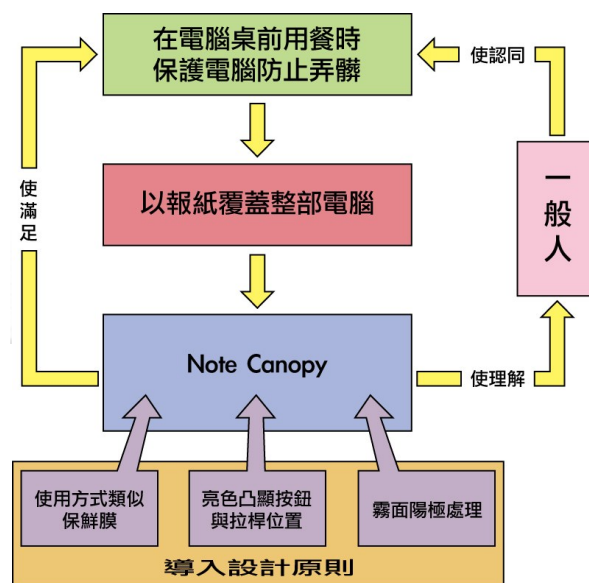 在電腦桌前用餐時
保護電腦防止弄髒
使認同
使滿足
以報紙覆蓋整部電腦
一般人
Note Canopy
使理解
使用方式類似
保鮮膜
亮色凸顯按鈕
與拉桿位置
霧面陽極處理
導入設計原則